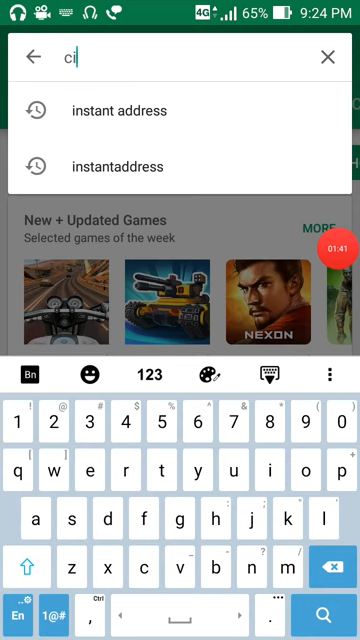 4G 65% 9:24 PM
ci
instant address
instantaddress
New + Updated Games
MORE
Selected games of the week
01:41
NEXON
Bn 123
! @ # $ % ^ & * ( )
1 2 3 4 5 6 7 8 9 0
[ ] < > +
q w e r t y u i o p
: ; " '
a s d f g h j k l
_ - ? /
z x c v b n m
En 1@# Ctrl , .